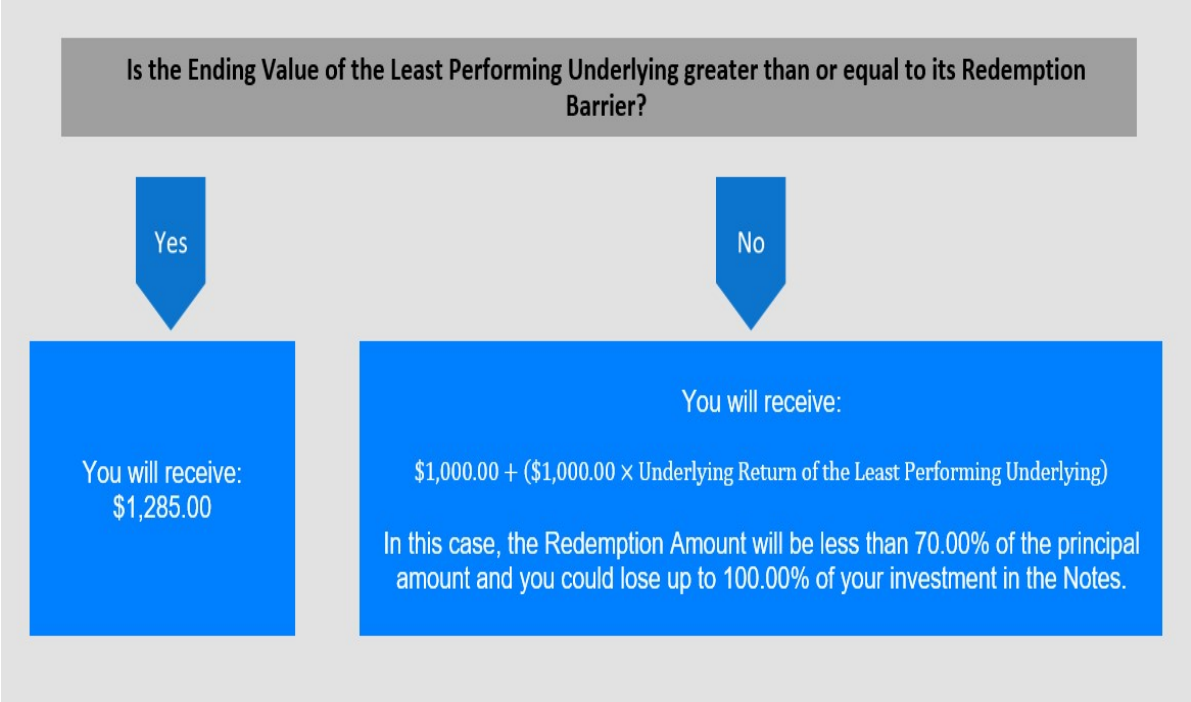 Is the Ending Value of the Least Performing Underlying greater than or equal to its Redemption
Barrier?
Yes
No
You will receive:
$1,285.00
You will receive:
$1,000.00 + ($1,000.00 × Underlying Return of the Least Performing Underlying)
In this case, the Redemption Amount will be less than 70.00% of the principal
amount and you could lose up to 100.00% of your investment in the Notes.